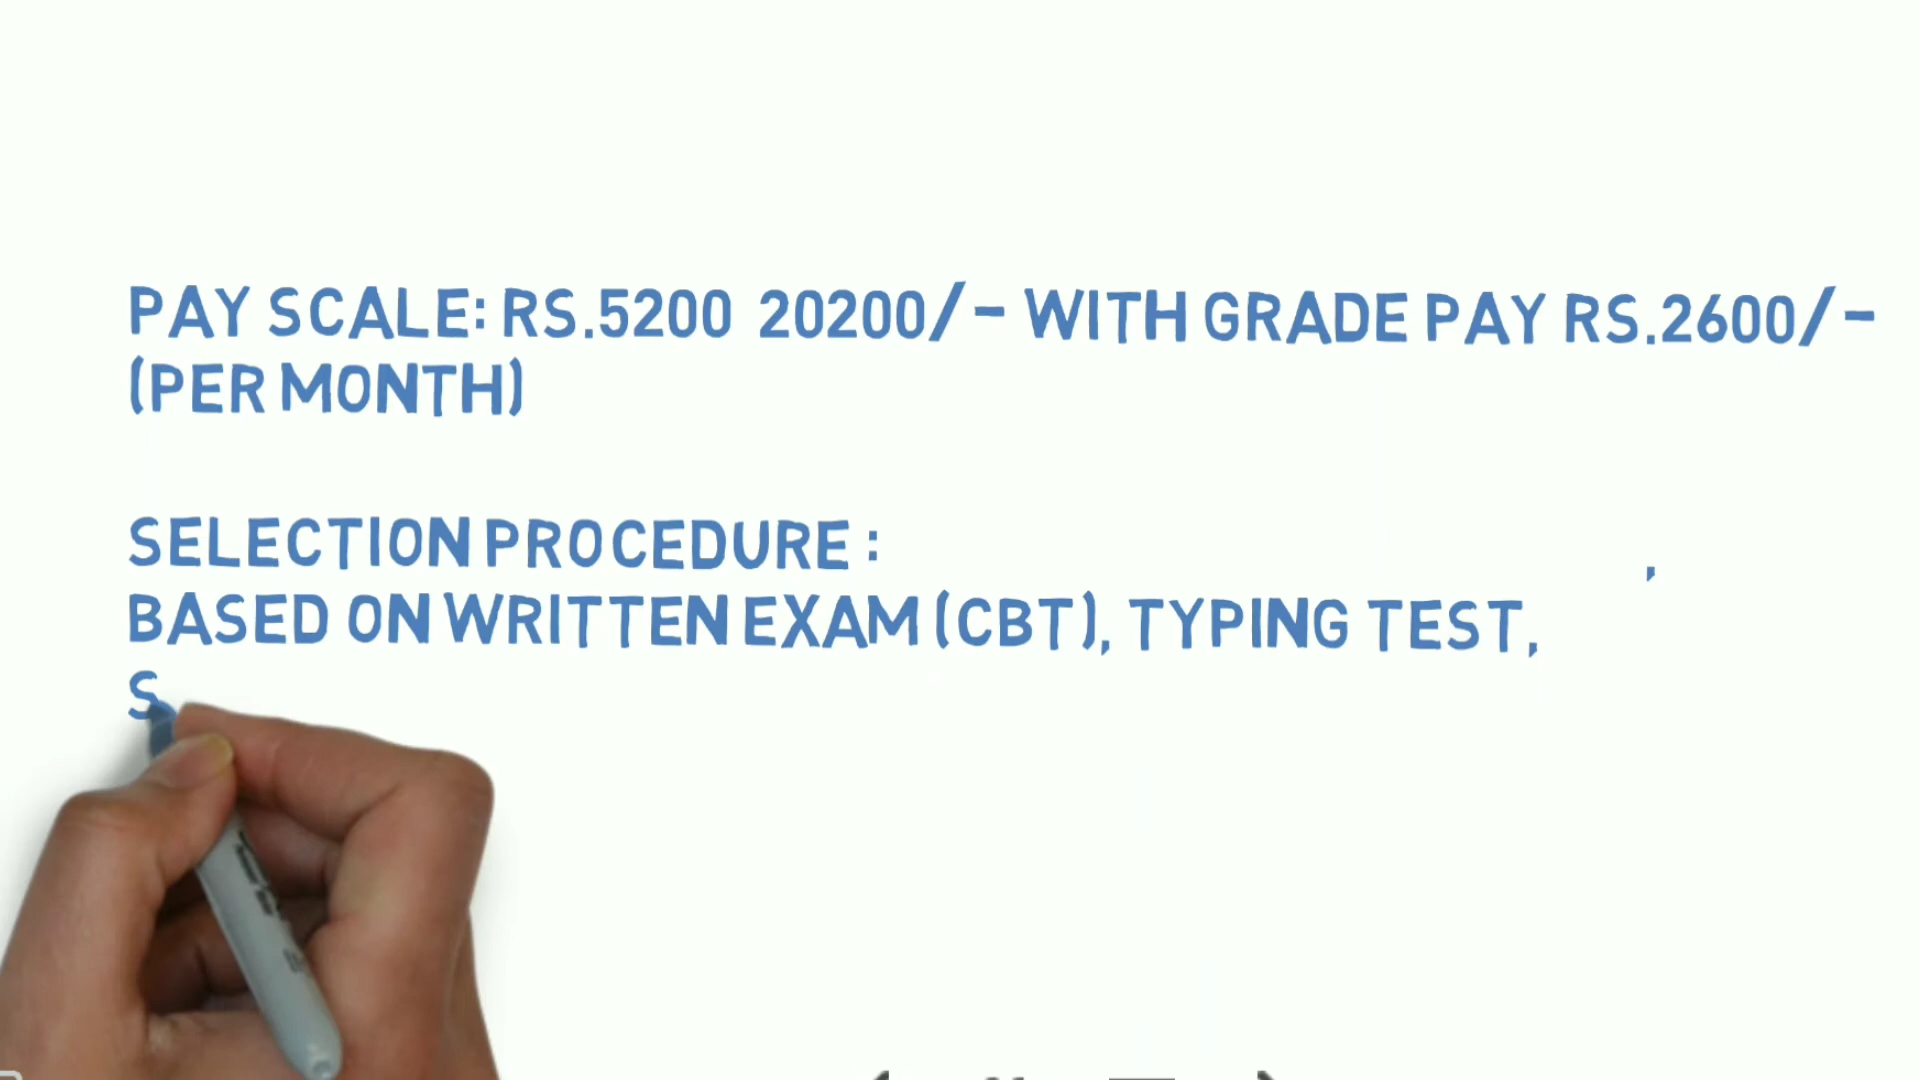 PAY SCALE: RS.5200 20200/- WITH GRADE PAY RS.2600/-
(PER MONTH)
SELECTION PROCEDURE :
,
BASED ON WRITTEN EXAM (CBT), TYPING TEST,
S